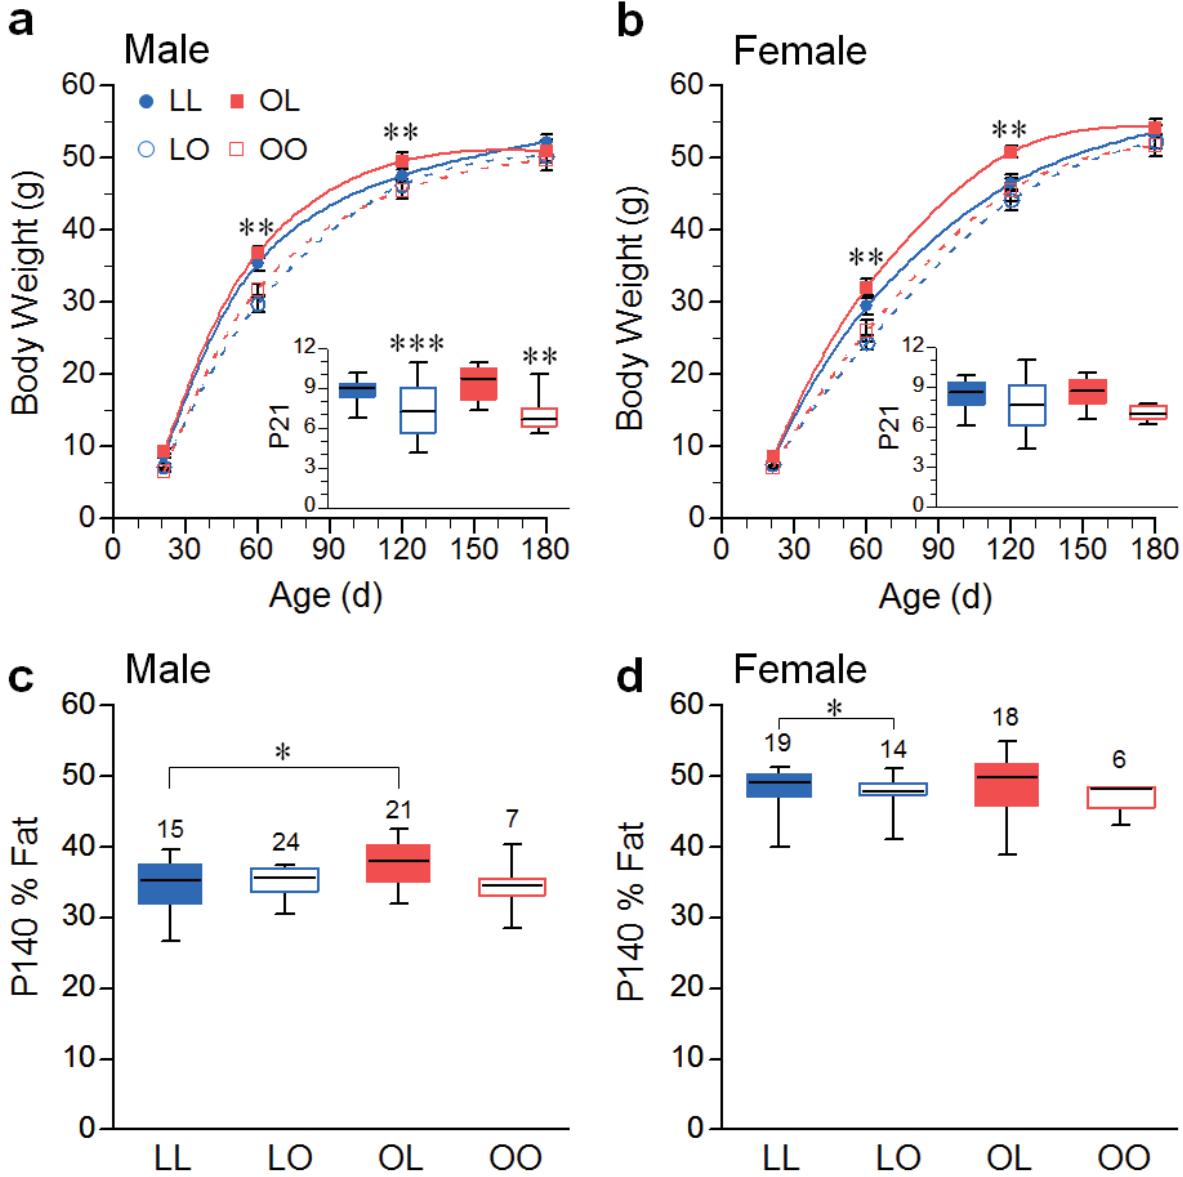 a
Male
60
50
40
30
20
10
0
Body Weight (g)
LL
OL
LO
OO
**
**
12
9
6
3
0
P21
***
**
0
30
60
90
120
150
180
Age (d)
b
Female
60
50
40
30
20
10
0
Body Weight (g)
**
**
12
9
6
3
0
P21
0
30
60
90
120
150
180
Age (d)
c
Male
60
50
40
30
20
10
0
P140 % Fat
*
15
24
21
7
LL
LO
OL
OO
d
Female
60
50
40
30
20
10
0
P140 % Fat
*
19
14
18
6
LL
LO
OL
OO